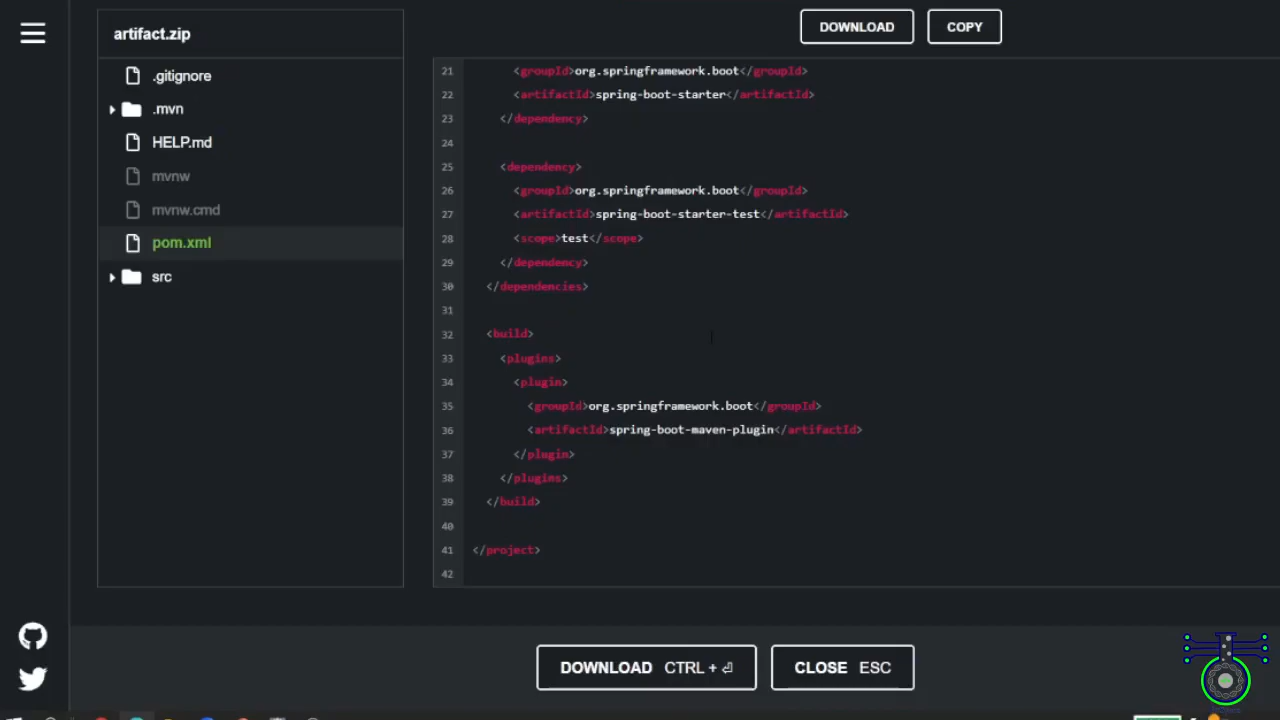 artifact.zip
DOWNLOAD
COPY
.gitignore
.mvn
HELP.md
mvnw
mvnw.cmd
pom.xml
src
21 <groupId>org.springframework.boot</groupId>
22 <artifactId>spring-boot-starter</artifactId>
23 </dependency>
24
25 <dependency>
26 <groupId>org.springframework.boot</groupId>
27 <artifactId>spring-boot-starter-test</artifactId>
28 <scope>test</scope>
29 </dependency>
30 </dependencies>
31
32 <build>
33 <plugins>
34 <plugin>
35 <groupId>org.springframework.boot</groupId>
36 <artifactId>spring-boot-maven-plugin</artifactId>
37 </plugin>
38 </plugins>
39 </build>
40
41 </project>
42
DOWNLOAD CTRL + ⏎
CLOSE ESC